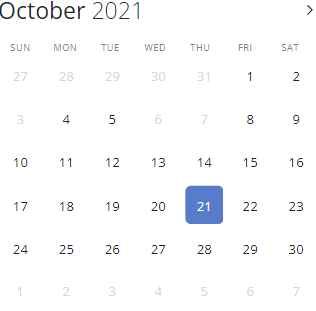 October 2021
SUN MON TUE WED THU FRI SAT
27 28 29 30 31 1 2
3 4 5 6 7 8 9
10 11 12 13 14 15 16
17 18 19 20 21 22 23
24 25 26 27 28 29 30
1 2 3 4 5 6 7